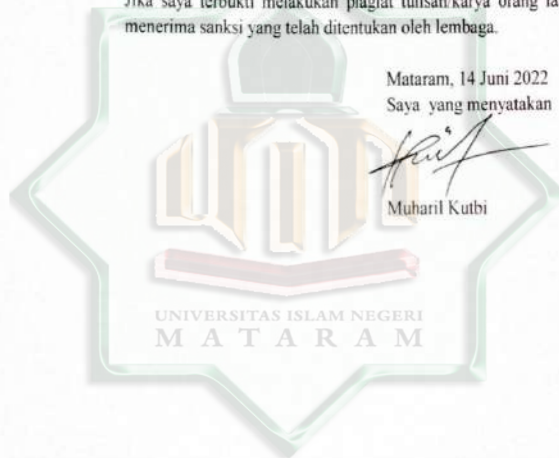 Jika saya terbukti melakukan plagiat tulisan/karya orang la
menerima sanksi yang telah ditentukan oleh lembaga.
Mataram, 14 Juni 2022
Saya yang menyatakan
Muharil Kutbi
UNIVERSITAS ISLAM NEGERI
MATARAM